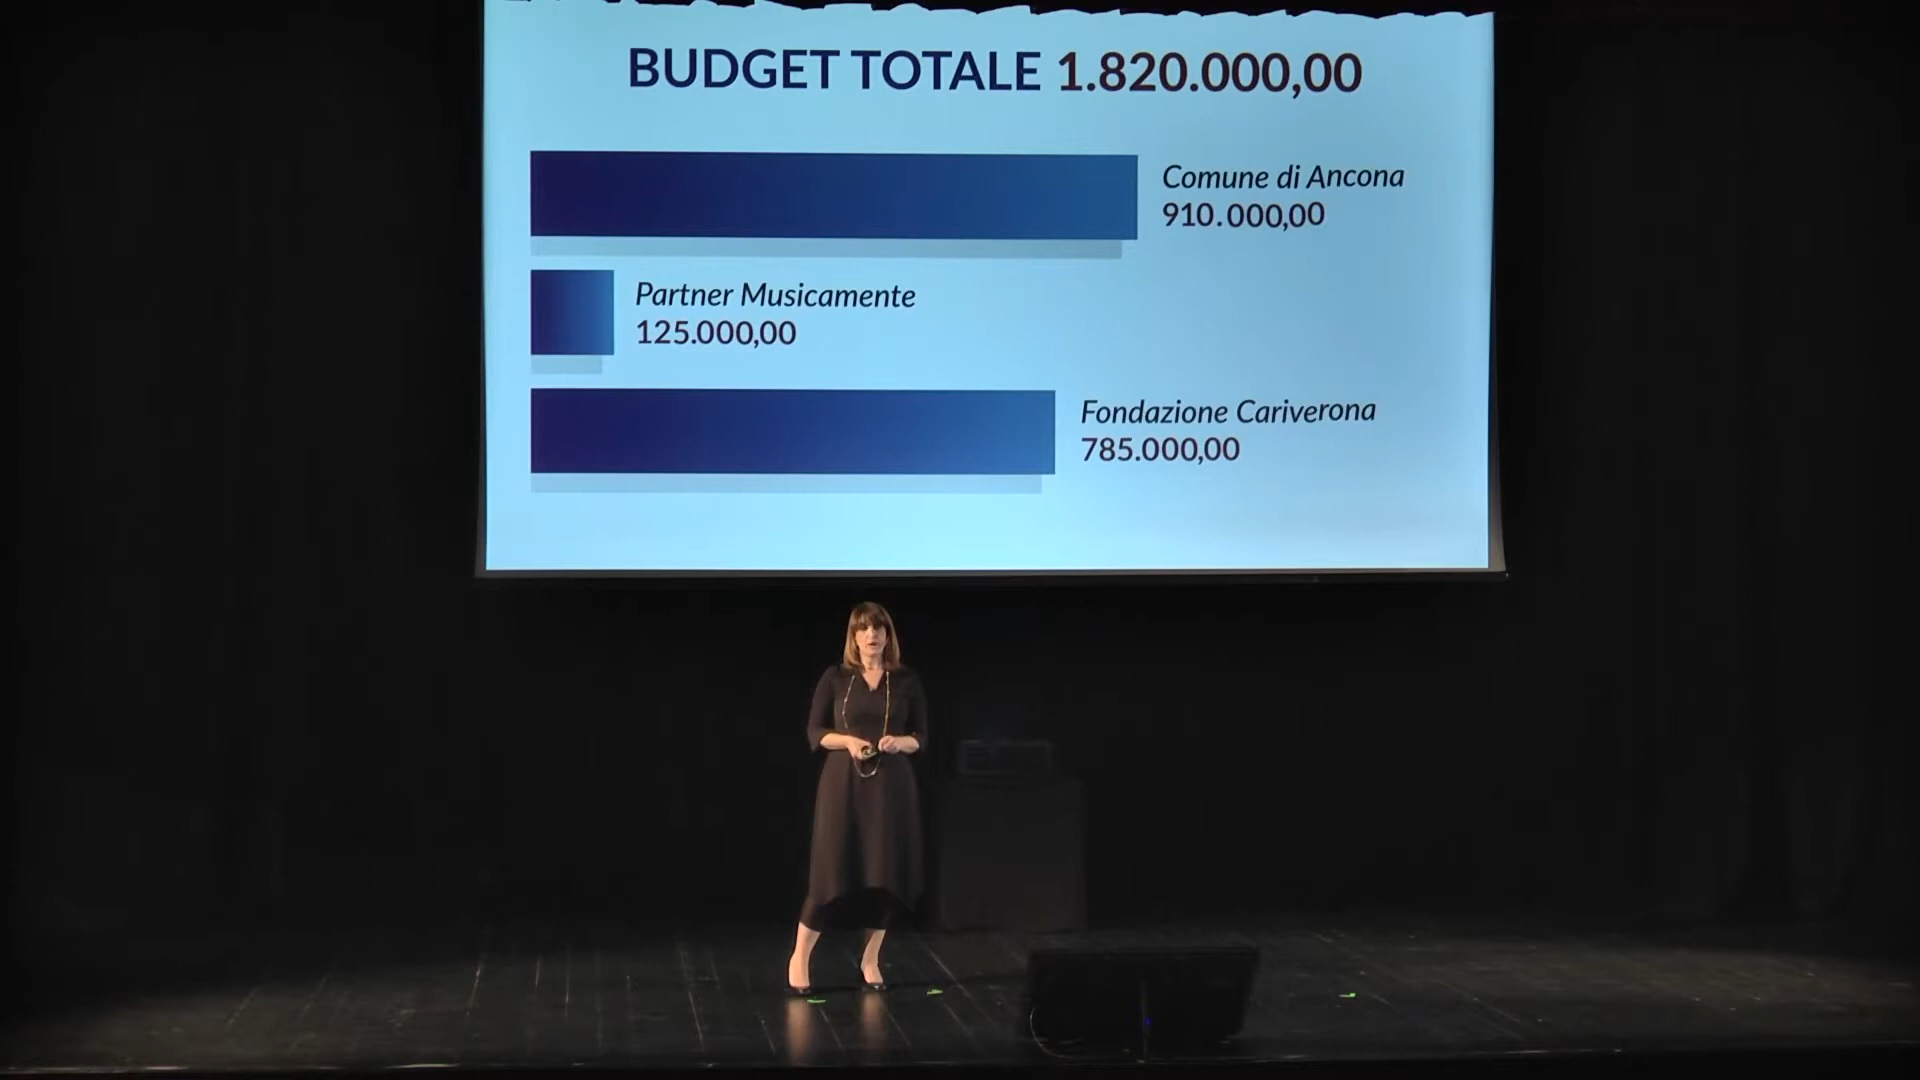 BUDGET TOTALE 1.820.000,00
Comune di Ancona
910.000,00
Partner Musicamente
125.000,00
Fondazione Cariverona
785.000,00